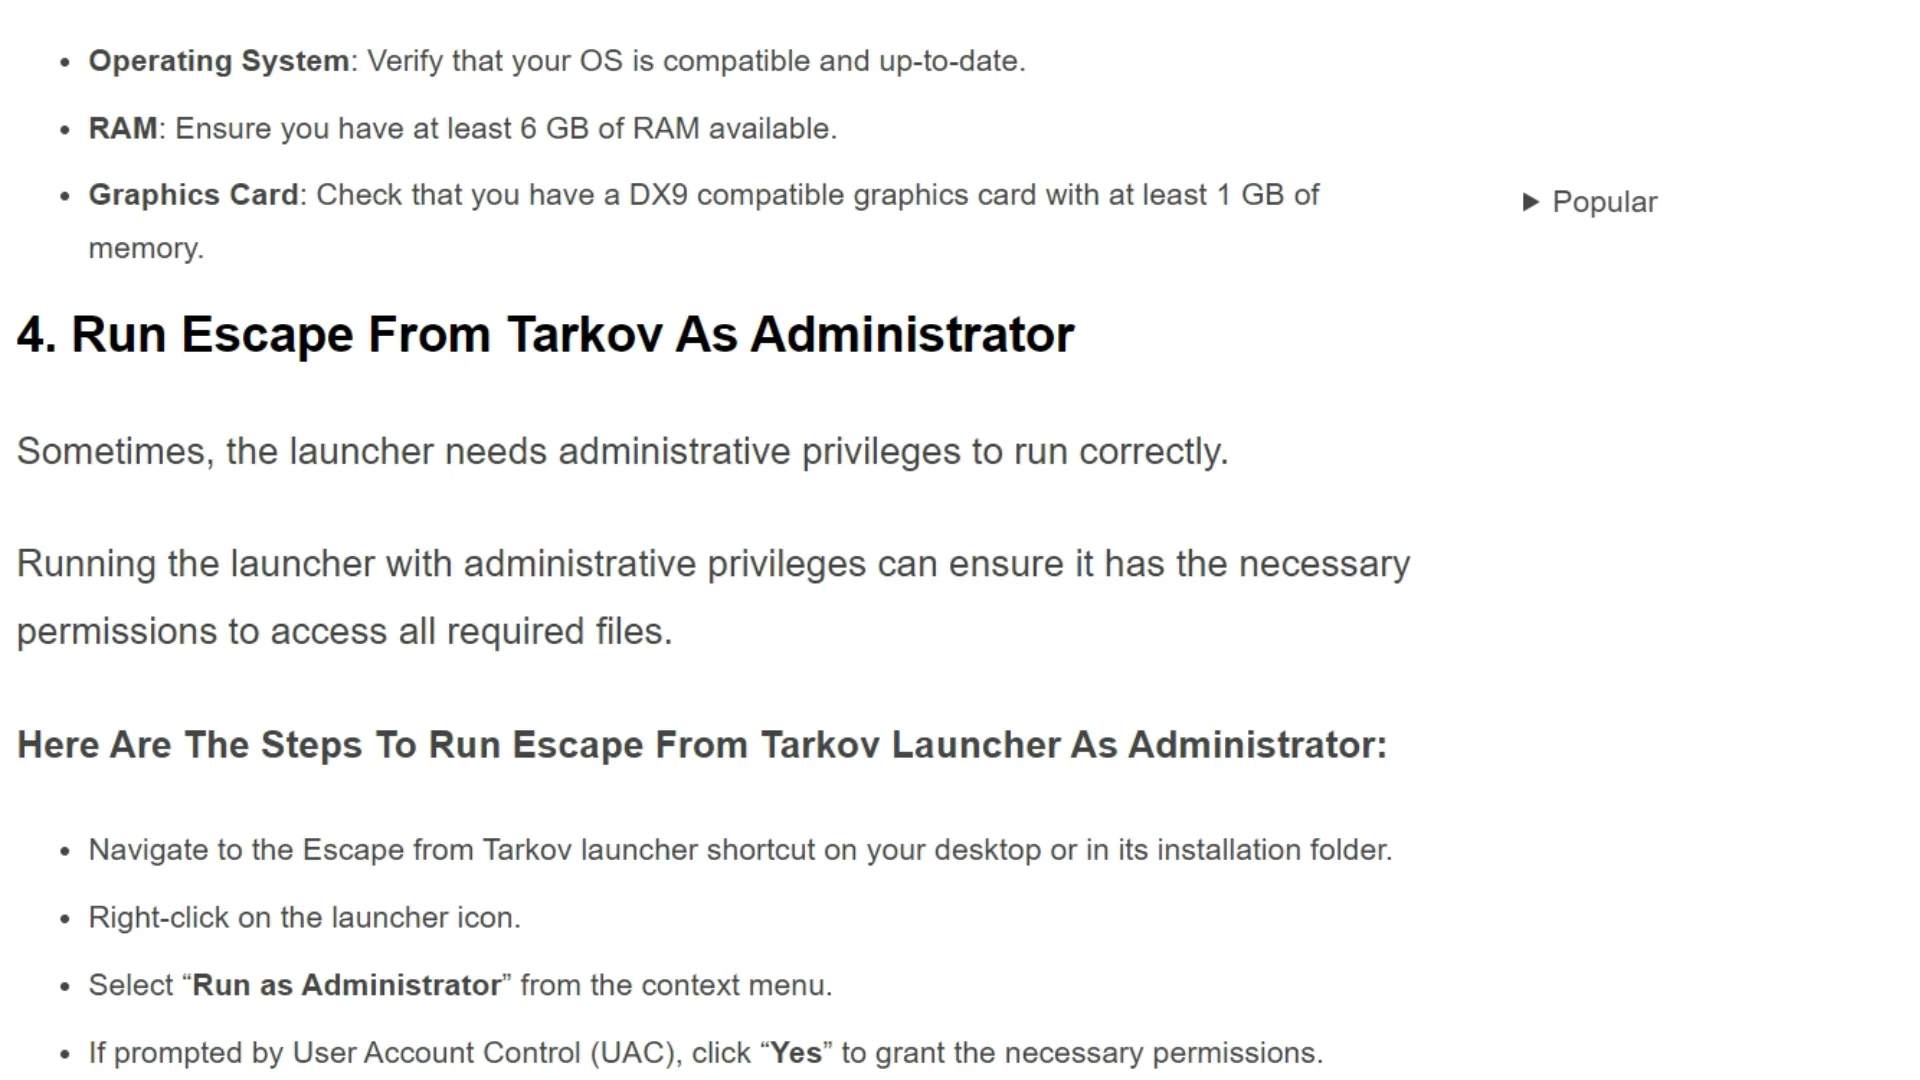 • Operating System: Verify that your OS is compatible and up-to-date.
• RAM: Ensure you have at least 6 GB of RAM available.
• Graphics Card: Check that you have a DX9 compatible graphics card with at least 1 GB of
memory.
▶ Popular
4. Run Escape From Tarkov As Administrator
Sometimes, the launcher needs administrative privileges to run correctly.
Running the launcher with administrative privileges can ensure it has the necessary
permissions to access all required files.
Here Are The Steps To Run Escape From Tarkov Launcher As Administrator:
• Navigate to the Escape from Tarkov launcher shortcut on your desktop or in its installation folder.
• Right-click on the launcher icon.
• Select “Run as Administrator” from the context menu.
• If prompted by User Account Control (UAC), click “Yes” to grant the necessary permissions.